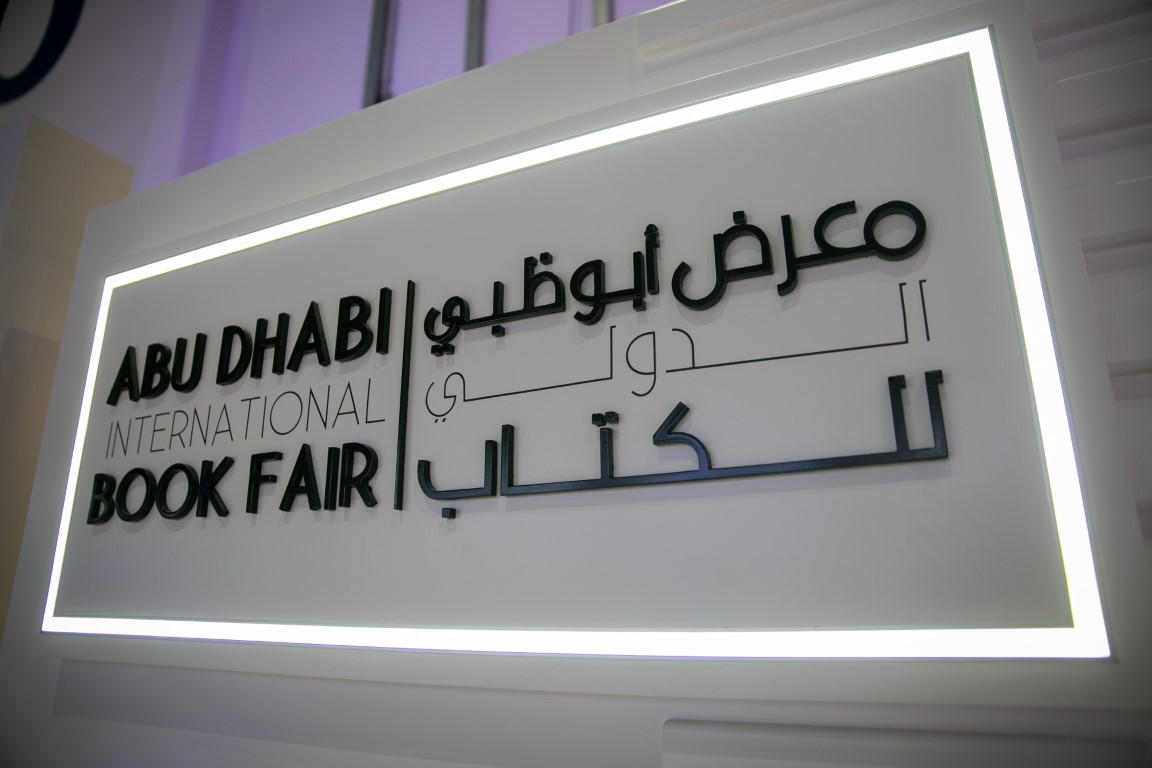 ABU DHABI
INTERNATIONAL
BOOK FAIR
معرض أبوظبي
الدولي
للكتاب